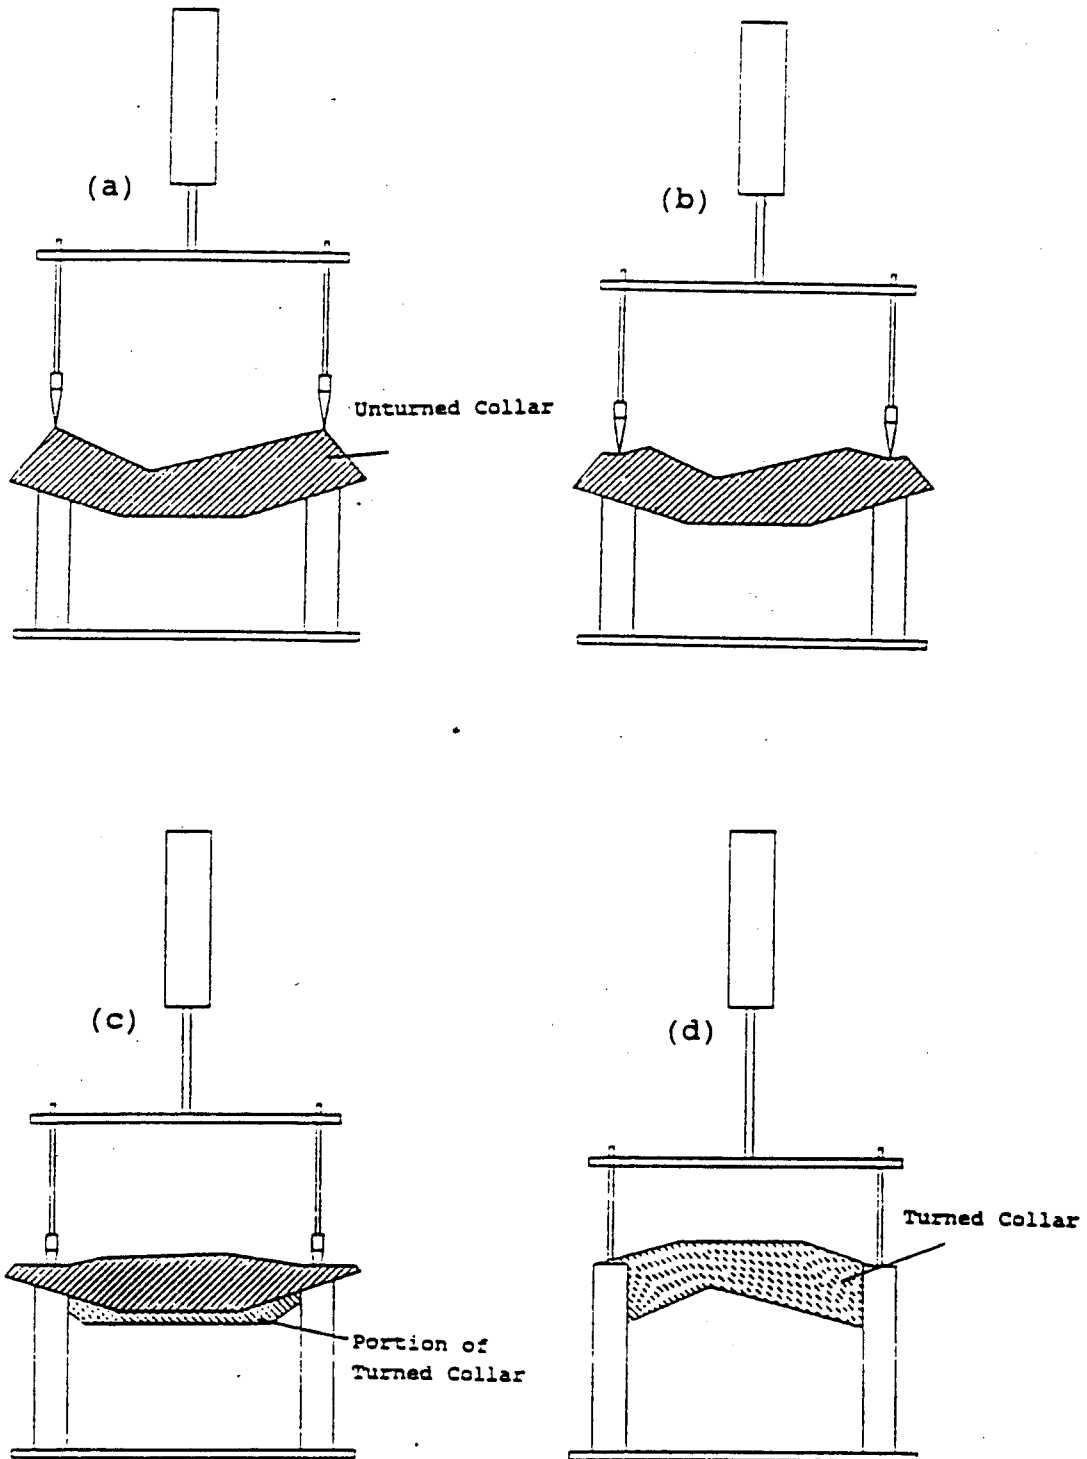 (a)
(b)
Unturned Collar
(c)
(d)
Turned Collar
Portion of
Turned Collar